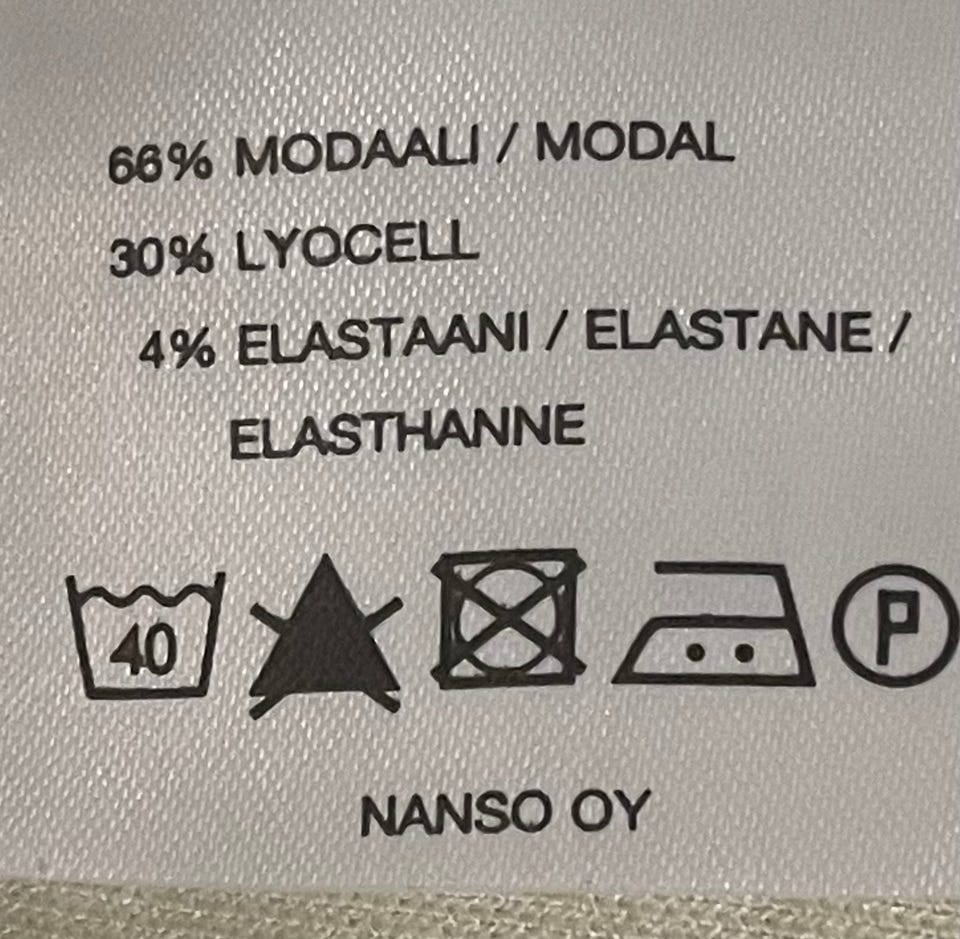 66% MODAALI / MODAL
30% LYOCELL
4% ELASTAANI / ELASTANE /
ELASTHANNE
40
P
NANSO OY